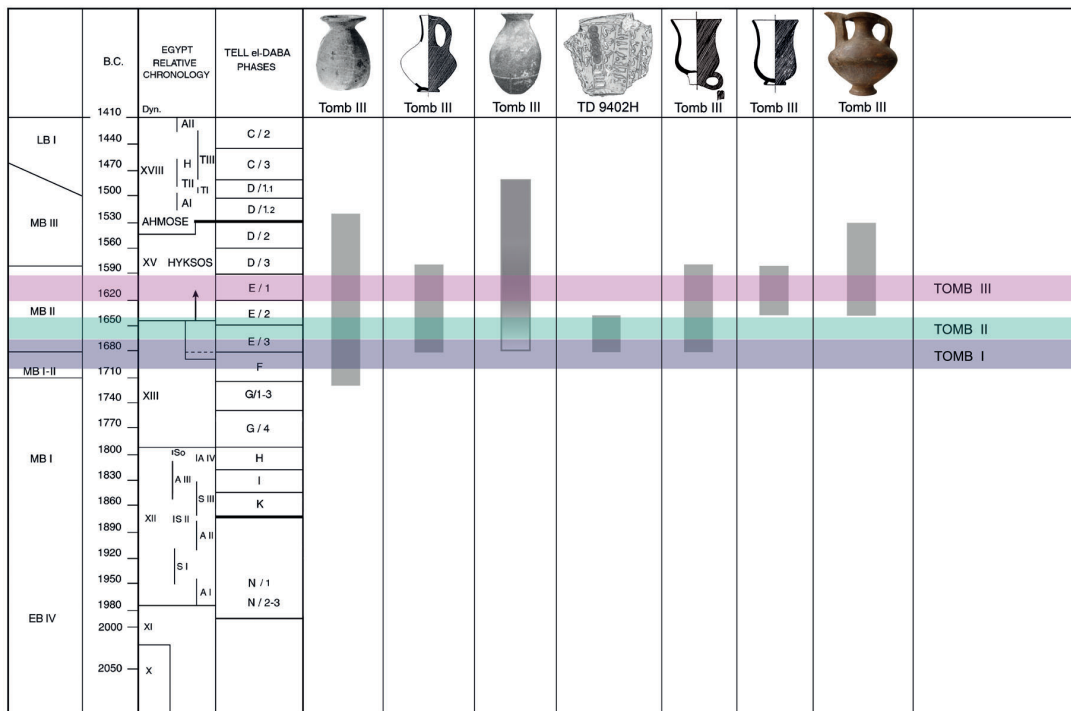 B.C.
EGYPT
RELATIVE
CHRONOLOGY
TELL el-DABA
PHASES
Dyn.
Tomb III
Tomb III
Tomb III
TD 9402H
Tomb III
Tomb III
Tomb III
LB I
MB III
MB II
MB I-II
MB I
EB IV
1410
1440
1470
1500
1530
1560
1590
1620
1650
1680
1710
1740
1770
1800
1830
1860
1890
1920
1950
1980
2000
2050
AII
TIII
XVIII
H
TII
TI
AI
AHMOSE
XV HYKSOS
XIII
So
A IV
A III
S III
XII
S II
A II
S I
A I
XI
X
C / 2
C / 3
D / 1.1
D / 1.2
D / 2
D / 3
E / 1
E / 2
E / 3
F
G/1-3
G / 4
H
I
K
N / 1
N / 2-3
TOMB III
TOMB II
TOMB I